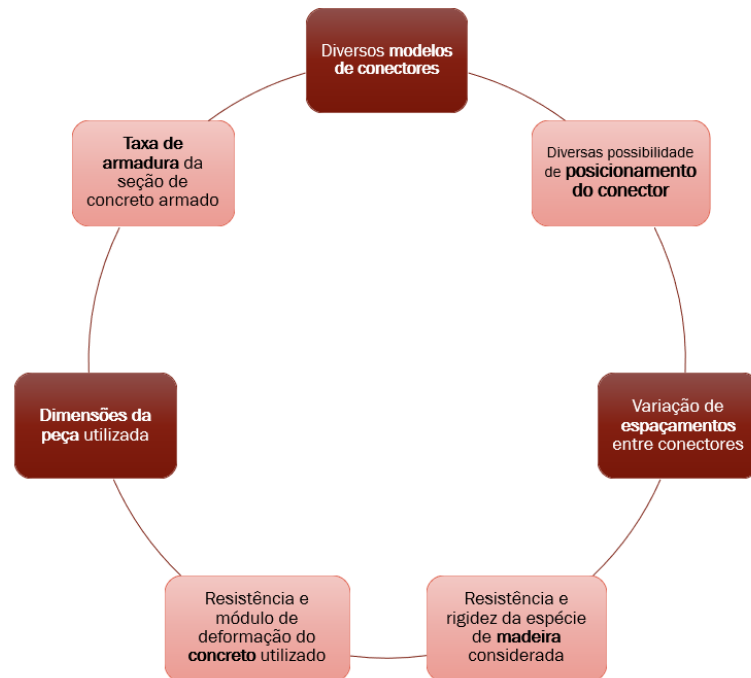 Diversos modelos
de conectores
Diversas possibilidade
de posicionamento
do conector
Variação de
espaçamentos
entre conectores
Resistência e
rigidez da espécie
de madeira
considerada
Resistência e
módulo de
deformação do
concreto utilizado
Dimensões da
peça utilizada
Taxa de
armadura da
seção de
concreto armado